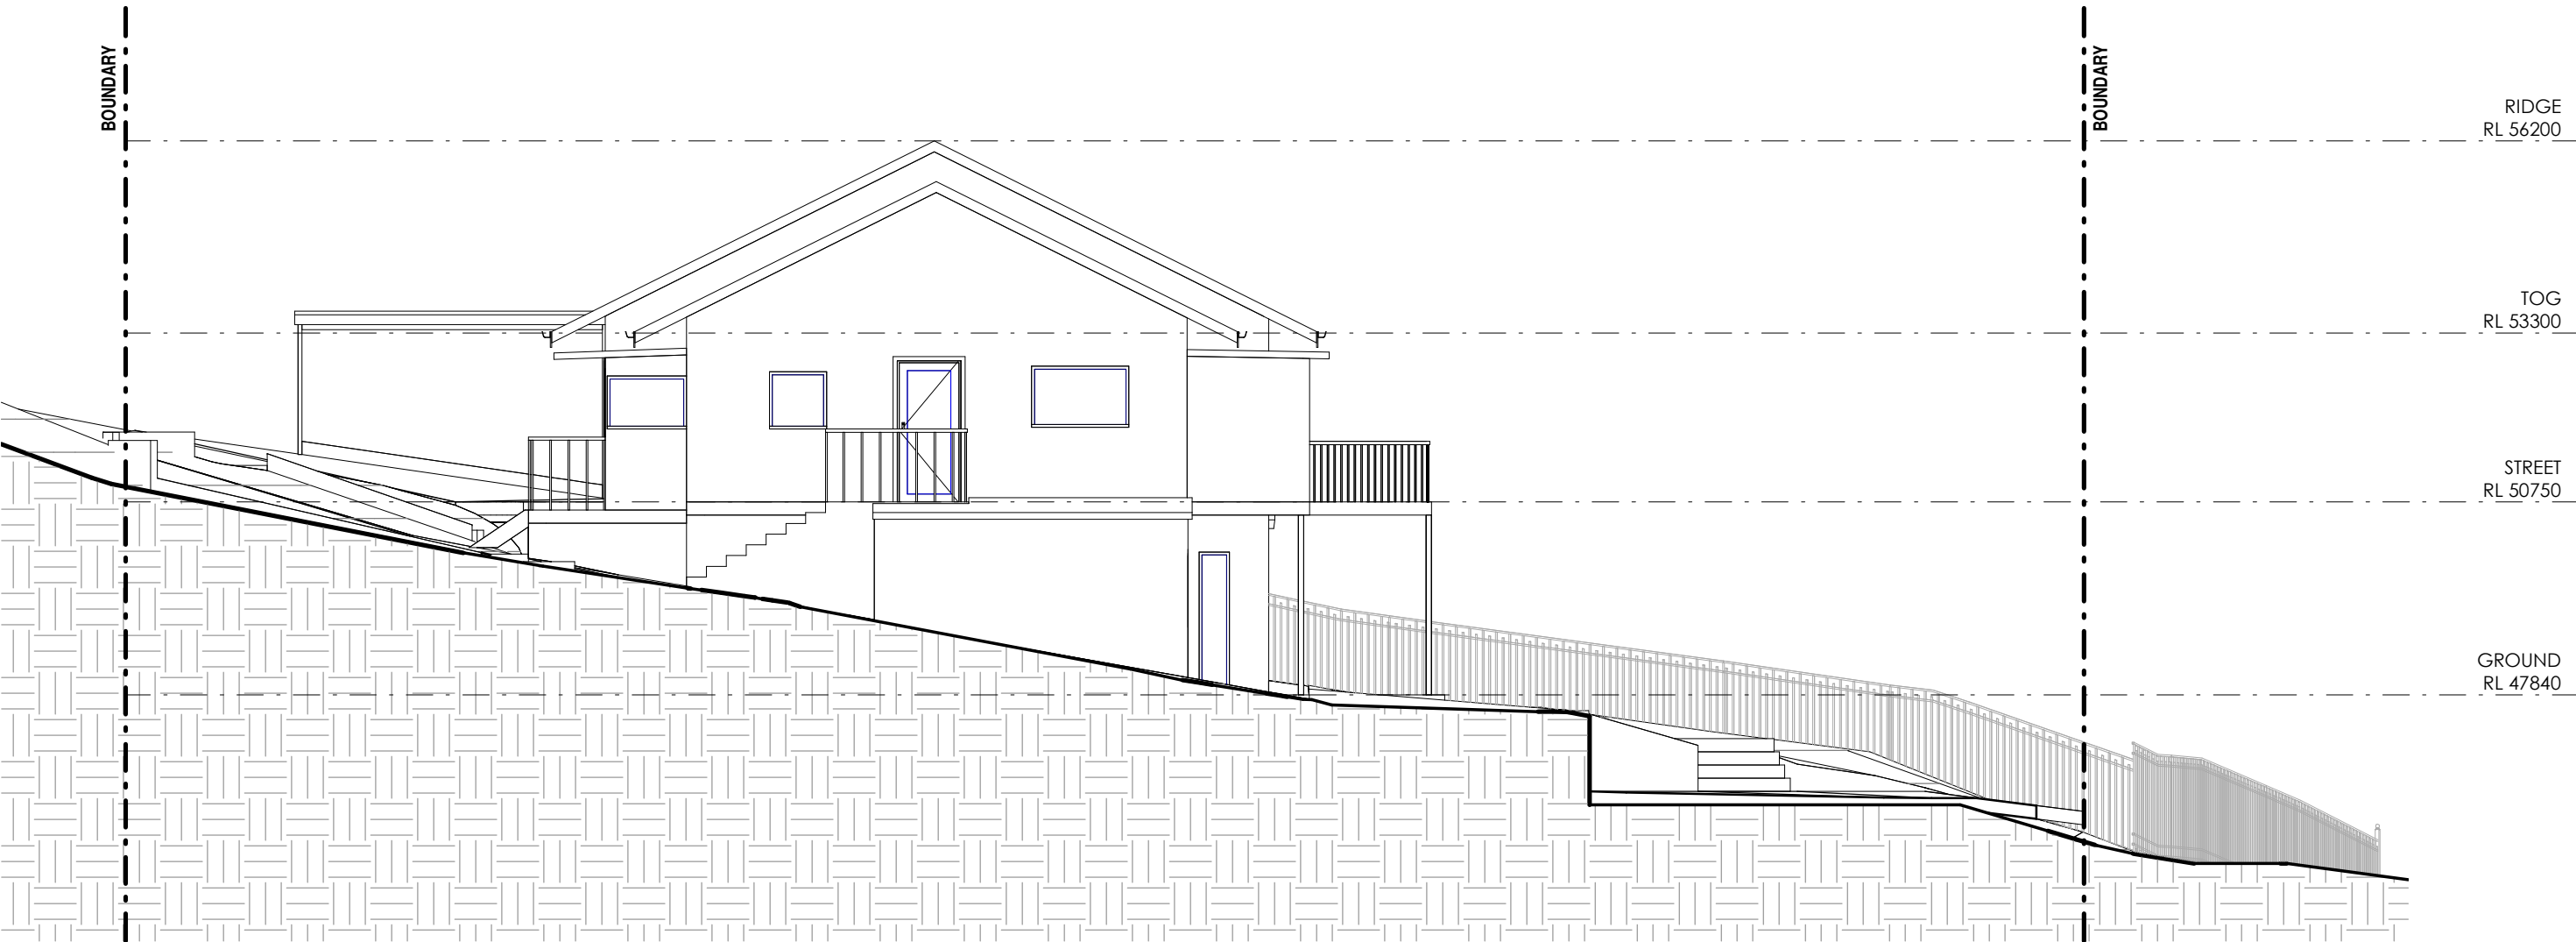 BOUNDARY
BOUNDARY
RIDGE
RL 56200
TOG
RL 53300
STREET
RL 50750
GROUND
RL 47840